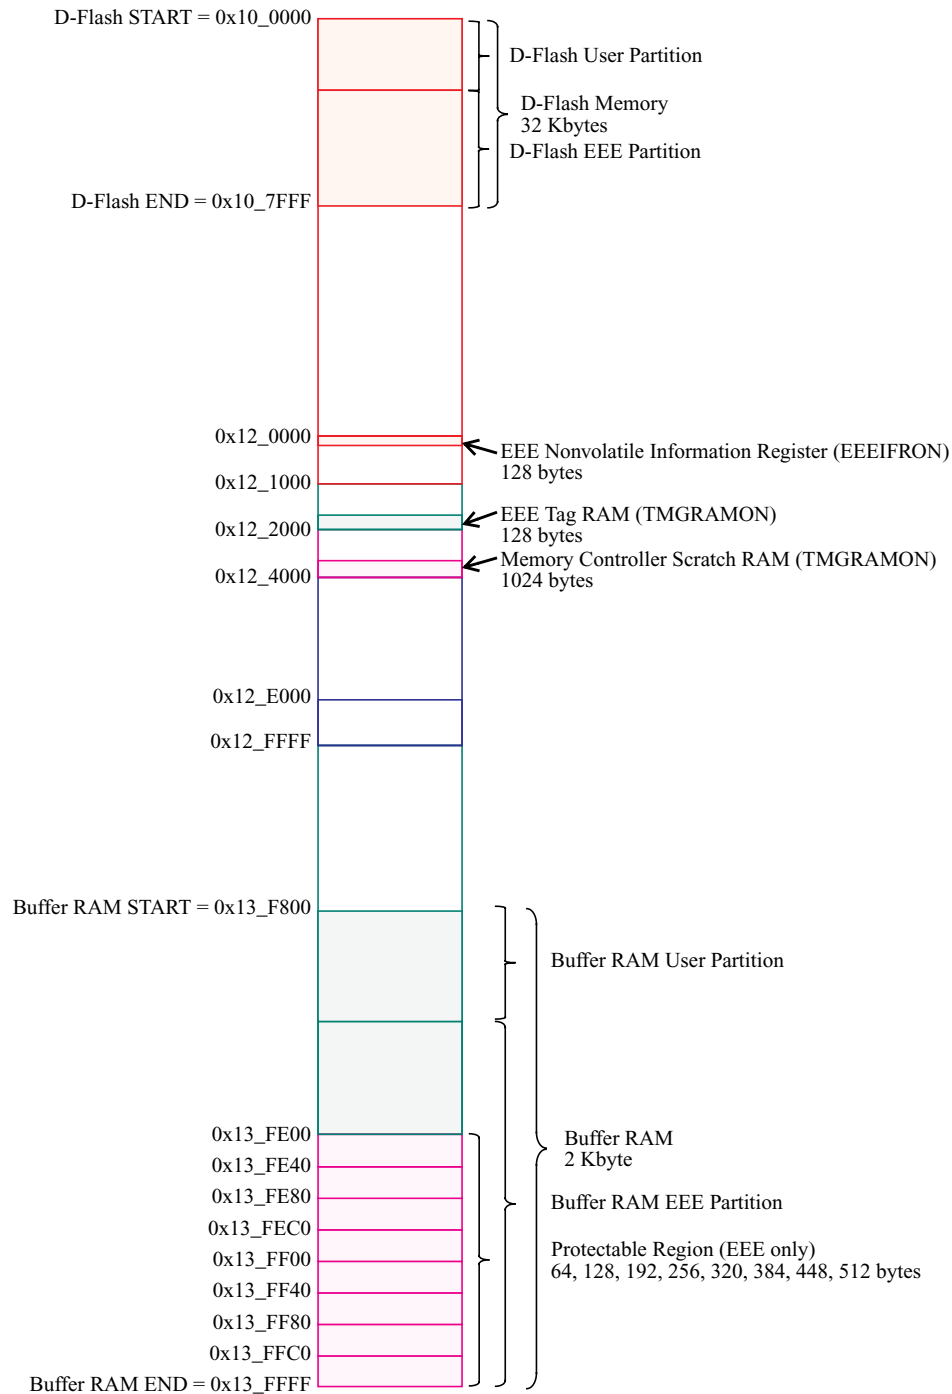 D-Flash START = 0x10_0000
D-Flash User Partition
D-Flash Memory
32 Kbytes
D-Flash EEE Partition
D-Flash END = 0x10_7FFF
0x12_0000
EEE Nonvolatile Information Register (EEEIFRON)
128 bytes
0x12_1000
EEE Tag RAM (TMGRAMON)
128 bytes
0x12_2000
Memory Controller Scratch RAM (TMGRAMON)
1024 bytes
0x12_4000
0x12_E000
0x12_FFFF
Buffer RAM START = 0x13_F800
Buffer RAM User Partition
0x13_FE00
Buffer RAM
2 Kbyte
0x13_FE40
0x13_FE80
Buffer RAM EEE Partition
0x13_FEC0
Protectable Region (EEE only)
64, 128, 192, 256, 320, 384, 448, 512 bytes
0x13_FF00
0x13_FF40
0x13_FF80
0x13_FFC0
Buffer RAM END = 0x13_FFFF